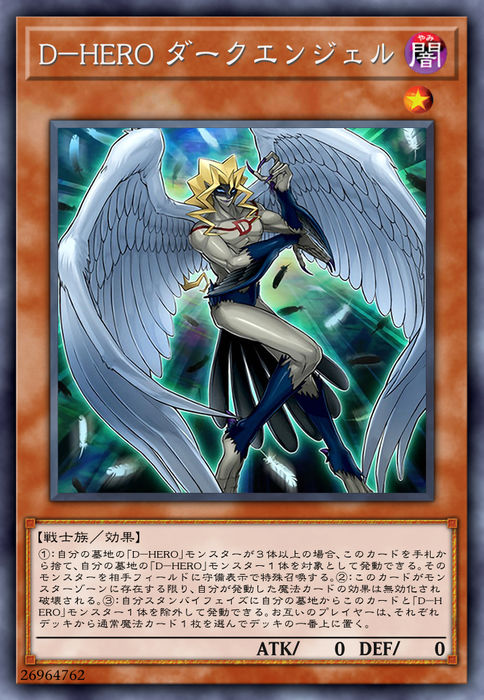 D-HERO ダークエンジェル
やみ
闇
D
【戦士族／効果】
①：自分の墓地の「D-HERO」モンスターが３体以上の場合、このカードを手札か
ら捨て、自分の墓地の「D-HERO」モンスター１体を対象として発動できる。その
モンスターを相手フィールドに守備表示で特殊召喚する。②：このカードがモン
スターゾーンに存在する限り、自分が発動した魔法カードの効果は無効化され
破壊される。③：自分スタンバイフェイズに自分の墓地からこのカードと「D-H
ERO」モンスター１体を除外して発動できる。お互いのプレイヤーは、それぞれ
デッキから通常魔法カード１枚を選んでデッキの一番上に置く。
ATK/ 0 DEF/ 0
26964762